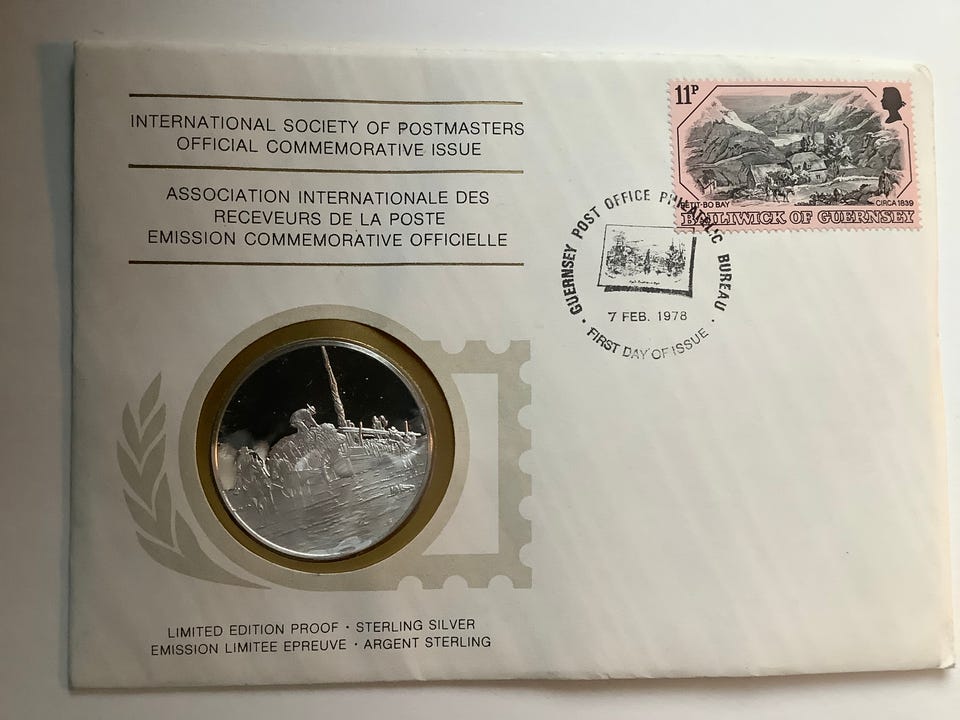 INTERNATIONAL SOCIETY OF POSTMASTERS
OFFICIAL COMMEMORATIVE ISSUE
ASSOCIATION INTERNATIONALE DES
RECEVEURS DE LA POSTE
EMISSION COMMEMORATIVE OFFICIELLE
11P
PETIT-BO BAY
CIRCA 1839
BAILIWICK OF GUERNSEY
· GUERNSEY POST OFFICE PHILATELIC BUREAU ·
7 FEB. 1978
FIRST DAY OF ISSUE
LIMITED EDITION PROOF · STERLING SILVER
EMISSION LIMITEE EPREUVE · ARGENT STERLING